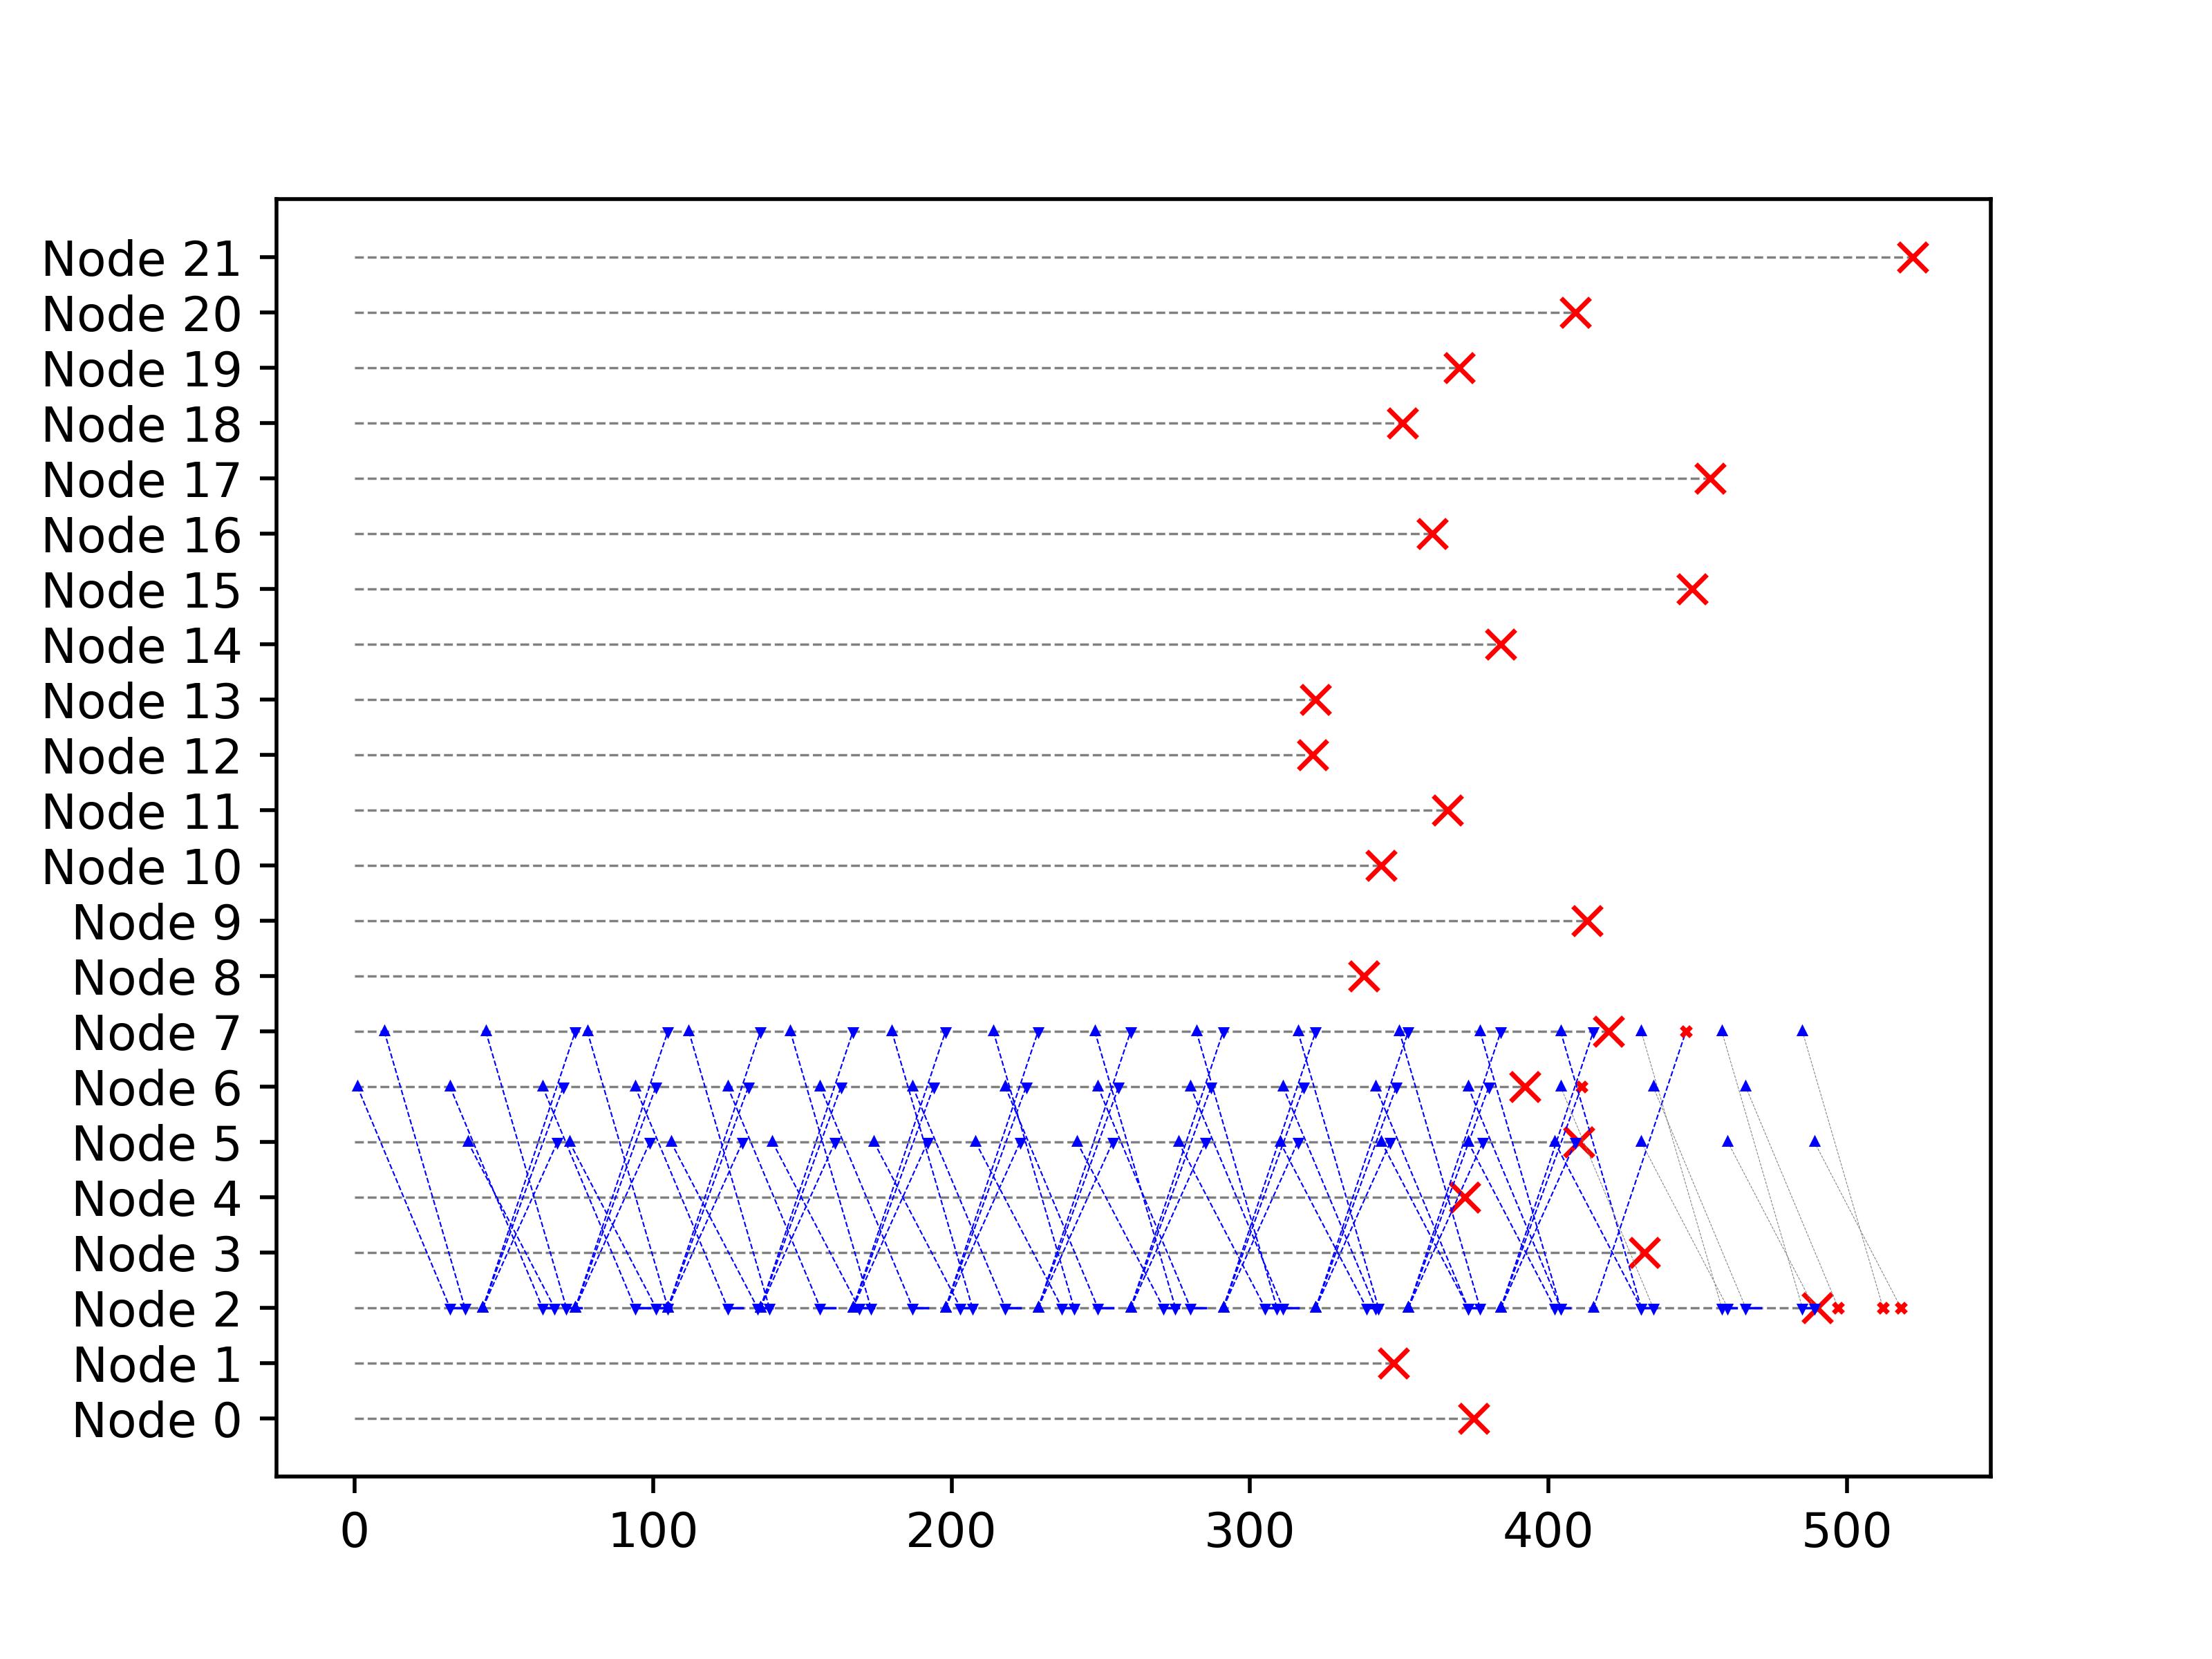 Node 21
Node 20
Node 19
Node 18
Node 17
Node 16
Node 15
Node 14
Node 13
Node 12
Node 11
Node 10
Node 9
Node 8
Node 7
Node 6
Node 5
Node 4
Node 3
Node 2
Node 1
Node 0
0 100 200 300 400 500